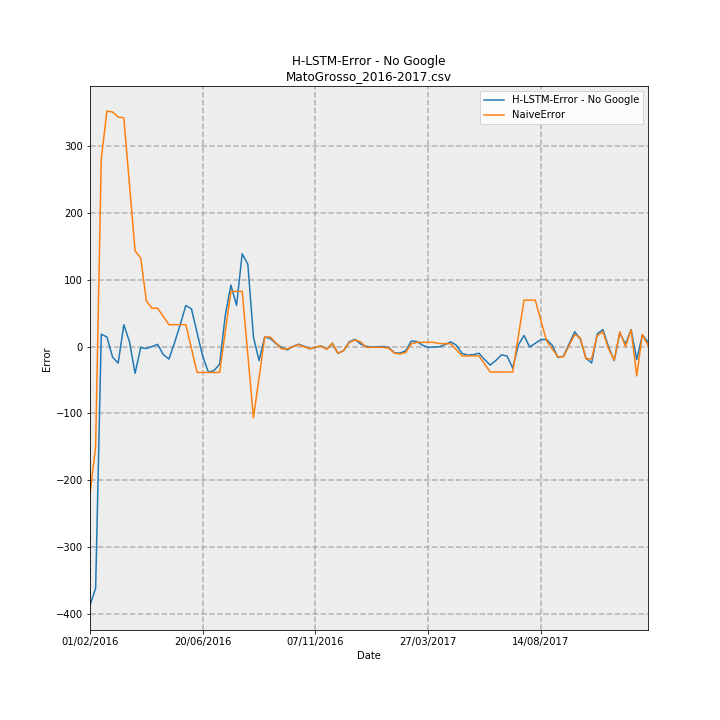 H-LSTM-Error - No Google
MatoGrosso_2016-2017.csv
H-LSTM-Error - No Google
NaiveError
Error
300
200
100
0
−100
−200
−300
−400
01/02/2016 20/06/2016 07/11/2016 27/03/2017 14/08/2017
Date